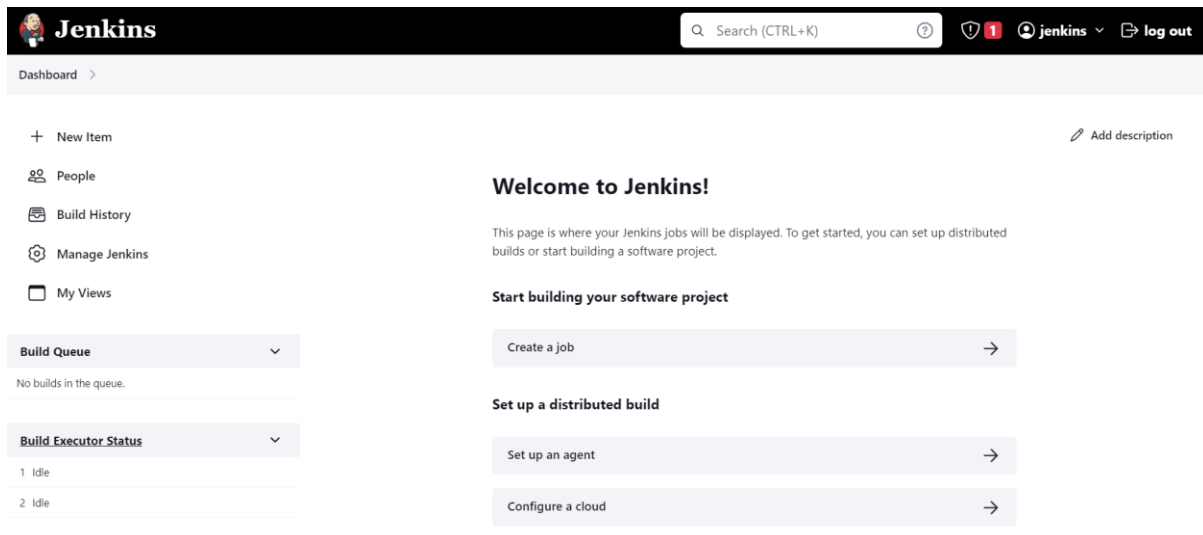 Jenkins
Search (CTRL+K)
1
jenkins
log out
Dashboard
New Item
People
Build History
Manage Jenkins
My Views
Build Queue
No builds in the queue.
Build Executor Status
1 Idle
2 Idle
Add description
Welcome to Jenkins!
This page is where your Jenkins jobs will be displayed. To get started, you can set up distributed
builds or start building a software project.
Start building your software project
Create a job
Set up a distributed build
Set up an agent
Configure a cloud